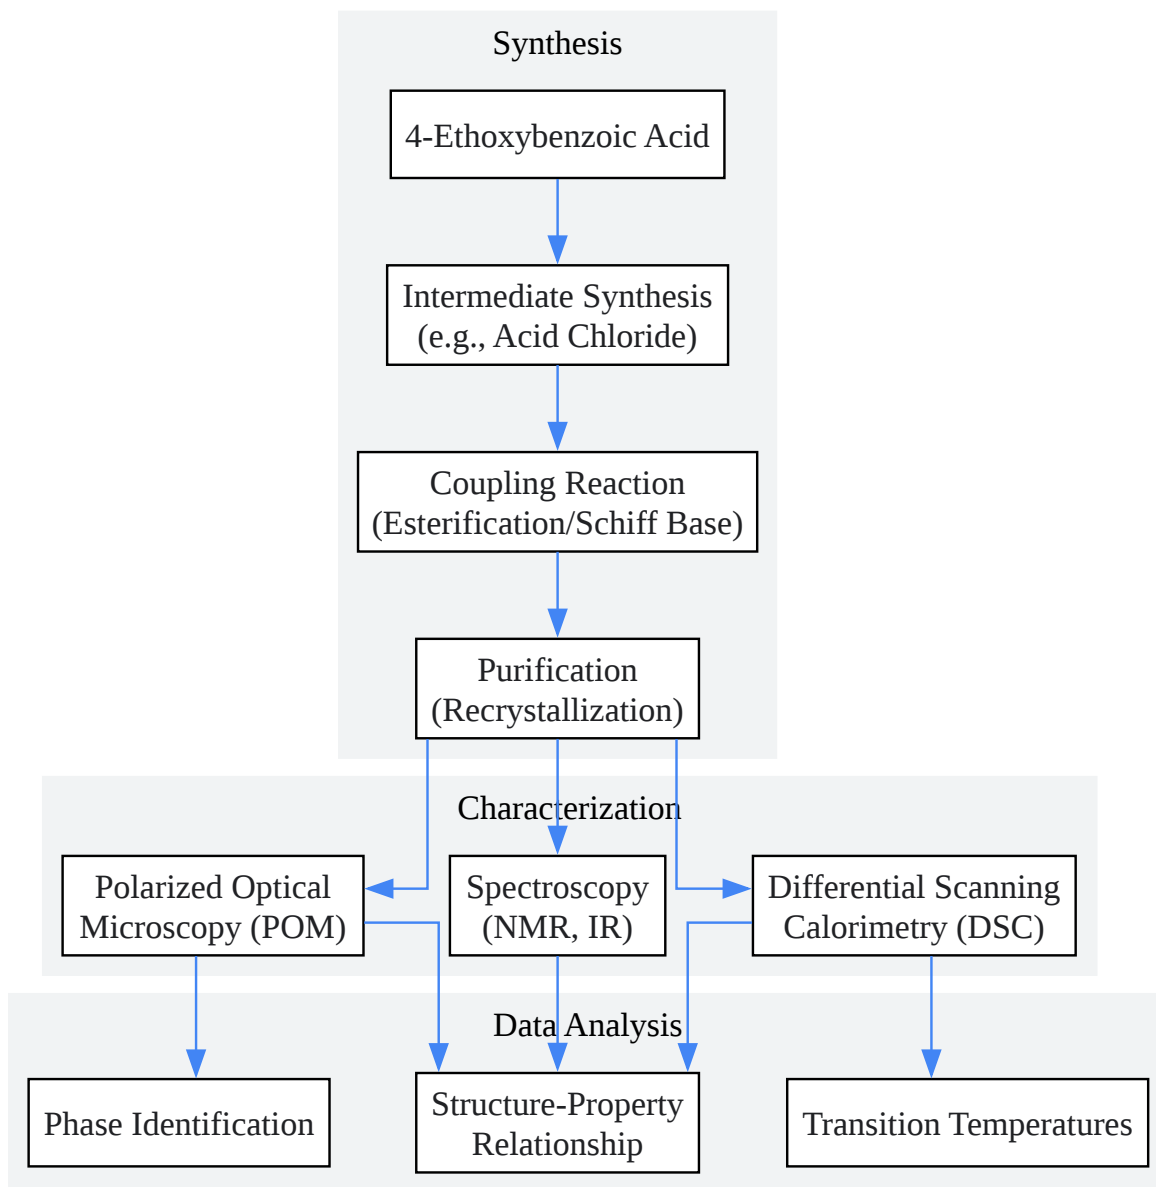 Synthesis
4-Ethoxybenzoic Acid
Intermediate Synthesis
(e.g., Acid Chloride)
Coupling Reaction
(Esterification/Schiff Base)
Purification
(Recrystallization)
Characterization
Polarized Optical
Microscopy (POM)
Spectroscopy
(NMR, IR)
Differential Scanning
Calorimetry (DSC)
Data Analysis
Phase Identification
Structure-Property
Relationship
Transition Temperatures